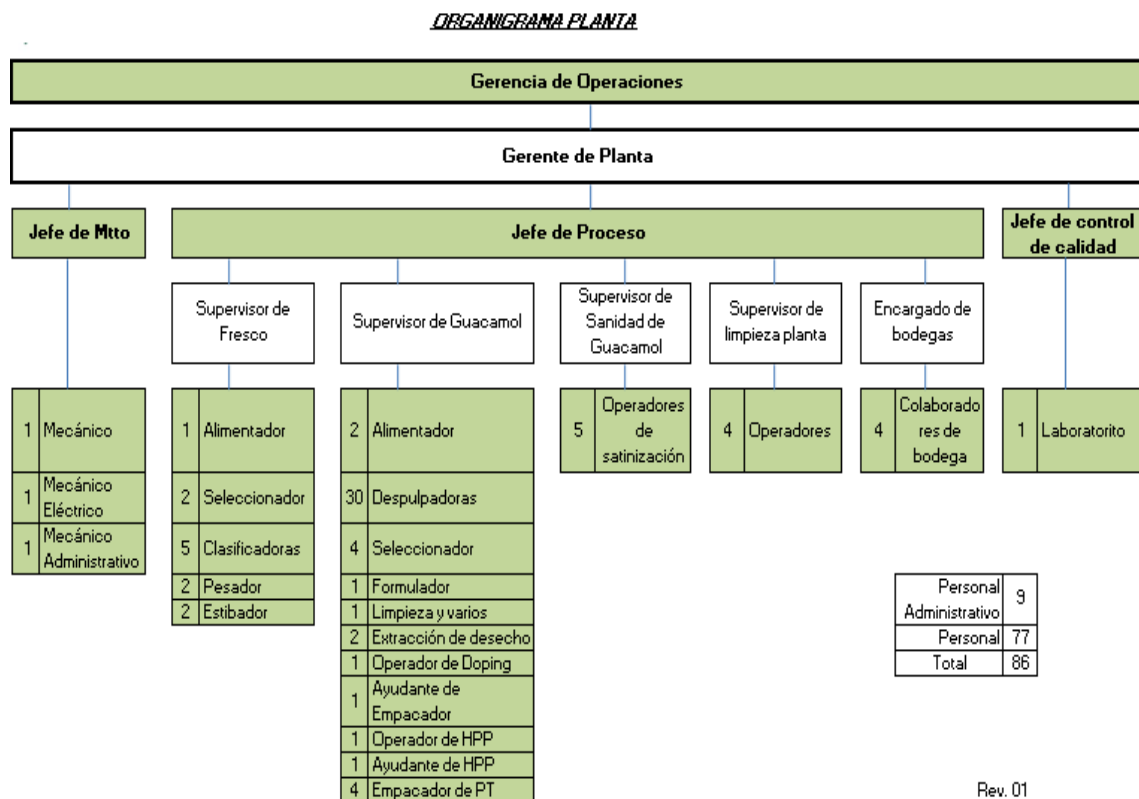 ORGANIGRAMA PLANTA
Gerencia de Operaciones
Gerente de Planta
Jefe de Mtto
Jefe de Proceso
Jefe de control
de calidad
Supervisor de
Fresco
Supervisor de Guacamol
Supervisor de
Sanidad de
Guacamol
Supervisor de
limpieza planta
Encargado de
bodegas
1 Mecánico
1 Mecánico
Eléctrico
1 Mecánico
Administrativo
1 Alimentador
2 Seleccionador
5 Clasificadoras
2 Pesador
2 Estibador
2 Alimentador
30 Despulpadoras
4 Seleccionador
1 Formulador
1 Limpieza y varios
2 Extracción de desecho
1 Operador de Doping
1 Ayudante de
Empacador
1 Operador de HPP
1 Ayudante de HPP
4 Empacador de PT
5 Operadores
de
satinización
4 Operadores
4 Colaborado
res de
bodega
1 Laboratorito
Personal
Administrativo 9
Personal 77
Total 86
Rev. 01